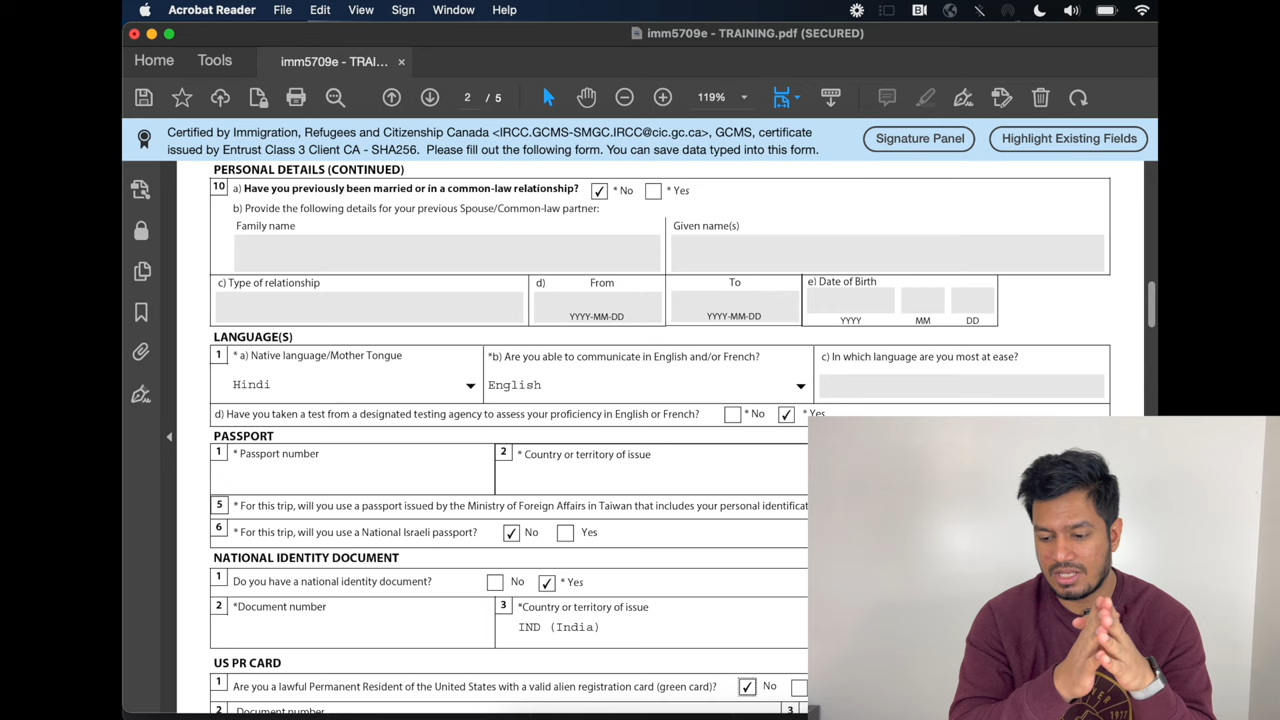 Acrobat Reader File Edit View Sign Window Help
imm5709e - TRAINING.pdf (SECURED)
Home Tools imm5709e - TRAI... ×
2 / 5 119%
Certified by Immigration, Refugees and Citizenship Canada <IRCC.GCMS-SMGC.IRCC@cic.gc.ca>, GCMS, certificate
issued by Entrust Class 3 Client CA - SHA256. Please fill out the following form. You can save data typed into this form.
Signature Panel Highlight Existing Fields
PERSONAL DETAILS (CONTINUED)
10 a) Have you previously been married or in a common-law relationship? * No * Yes
b) Provide the following details for your previous Spouse/Common-law partner:
Family name Given name(s)
c) Type of relationship d) From To e) Date of Birth
YYYY-MM-DD YYYY-MM-DD YYYY MM DD
LANGUAGE(S)
1 * a) Native language/Mother Tongue *b) Are you able to communicate in English and/or French? c) In which language are you most at ease?
Hindi English
d) Have you taken a test from a designated testing agency to assess your proficiency in English or French? * No * Yes
PASSPORT
1 * Passport number 2 * Country or territory of issue
5 * For this trip, will you use a passport issued by the Ministry of Foreign Affairs in Taiwan that includes your personal
6 * For this trip, will you use a National Israeli passport? No Yes
NATIONAL IDENTITY DOCUMENT
1 Do you have a national identity document? No * Yes
2 *Document number 3 *Country or territory of issue
IND (India)
US PR CARD
1 Are you a lawful Permanent Resident of the United States with a valid alien registration card (green card)? No
2 Document number 3